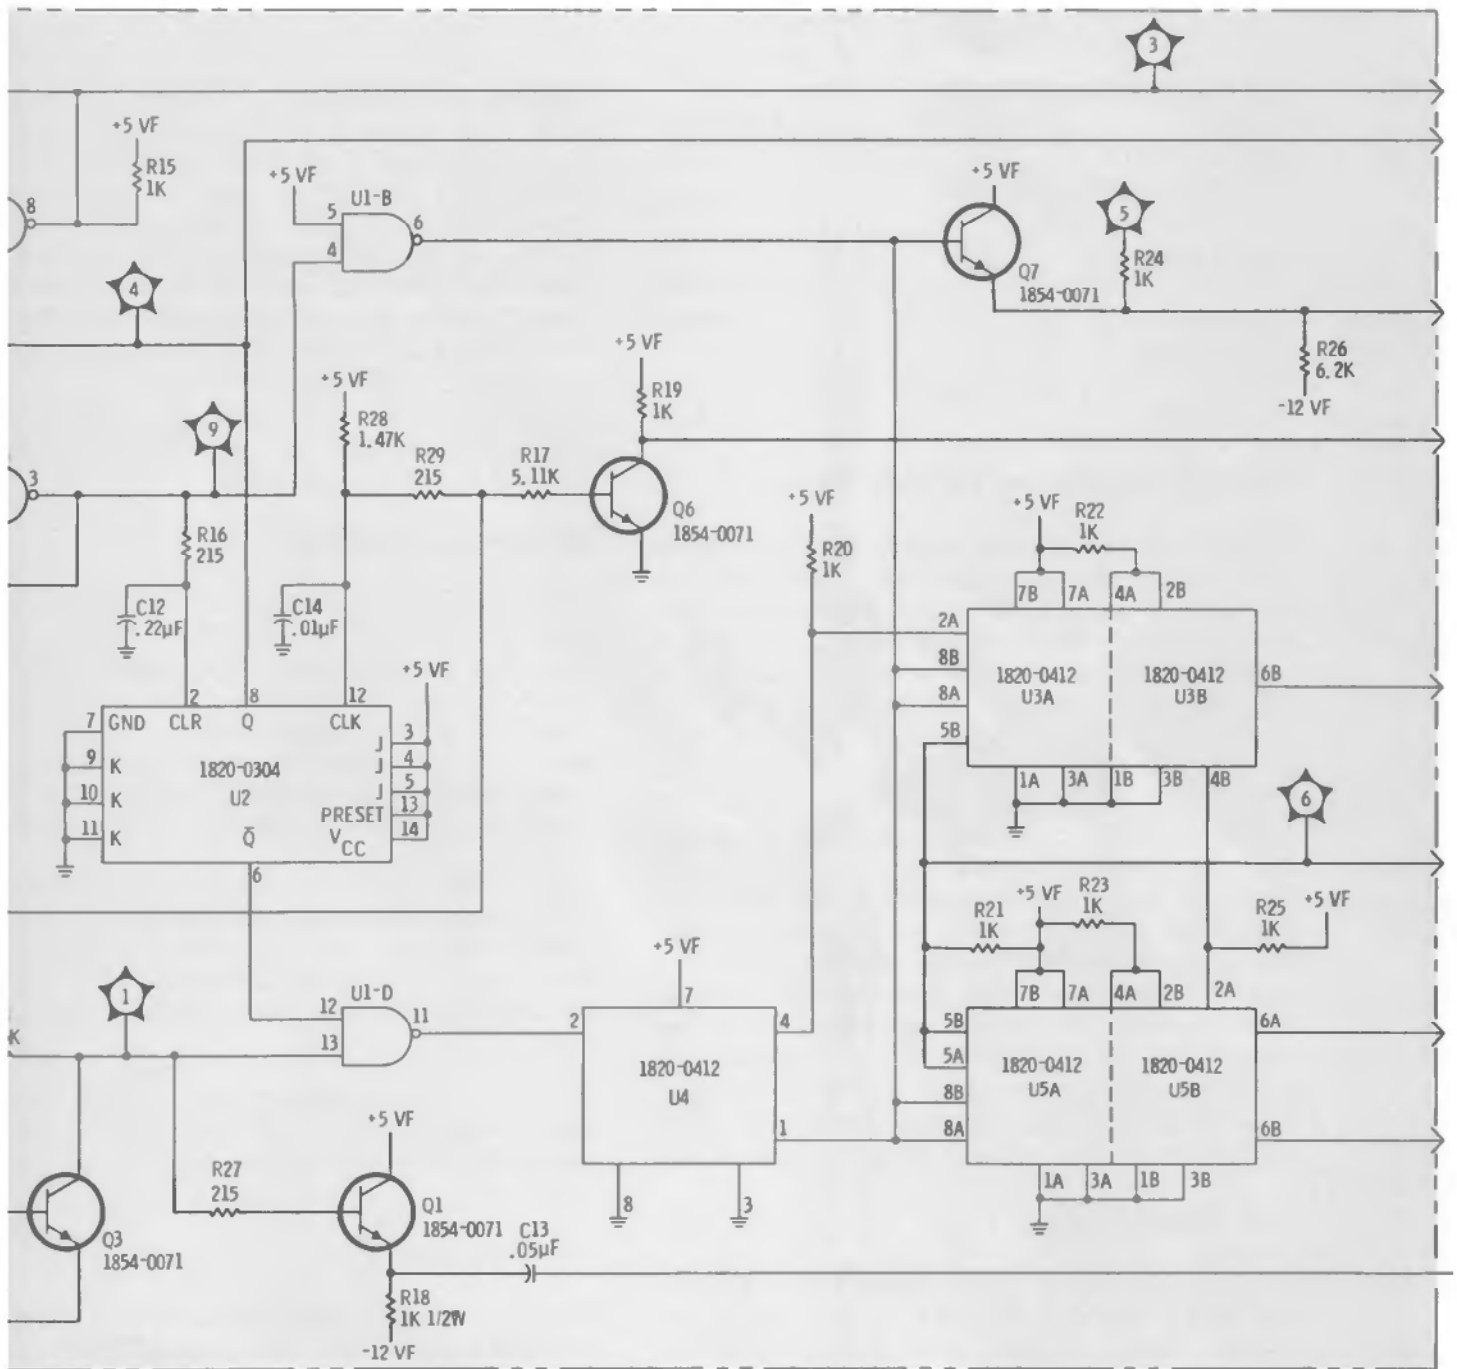 3
+5 VF
R15
1K
8
+5 VF
U1-B
5
4
6
+5 VF
Q7
1854-0071
5
R24
1K
R26
6.2K
-12 VF
4
+5 VF
R28
1.47K
+5 VF
R19
1K
9
R29
215
R17
5.11K
Q6
1854-0071
3
R16
215
C12
.22µF
C14
.01µF
+5 VF
R20
1K
+5 VF
R22
1K
7B
7A
4A
2B
2A
8B
8A
5B
1820-0412
U3A
1820-0412
U3B
6B
1A
3A
1B
3B
4B
+5 VF
2
8
12
7
GND
CLR
Q
CLK
9
K
10
K
11
K
1820-0304
U2
Q̄
6
J
3
J
4
J
5
PRESET
13
VCC
14
6
+5 VF
R23
1K
R21
1K
R25
1K
+5 VF
7B
7A
4A
2B
2A
5B
5A
8B
8A
1820-0412
U5A
1820-0412
U5B
6A
6B
1A
3A
1B
3B
1
K
U1-D
12
13
11
+5 VF
7
2
4
1820-0412
U4
1
8
3
Q3
1854-0071
R27
215
+5 VF
Q1
1854-0071
C13
.05µF
R18
1K 1/2W
-12 VF